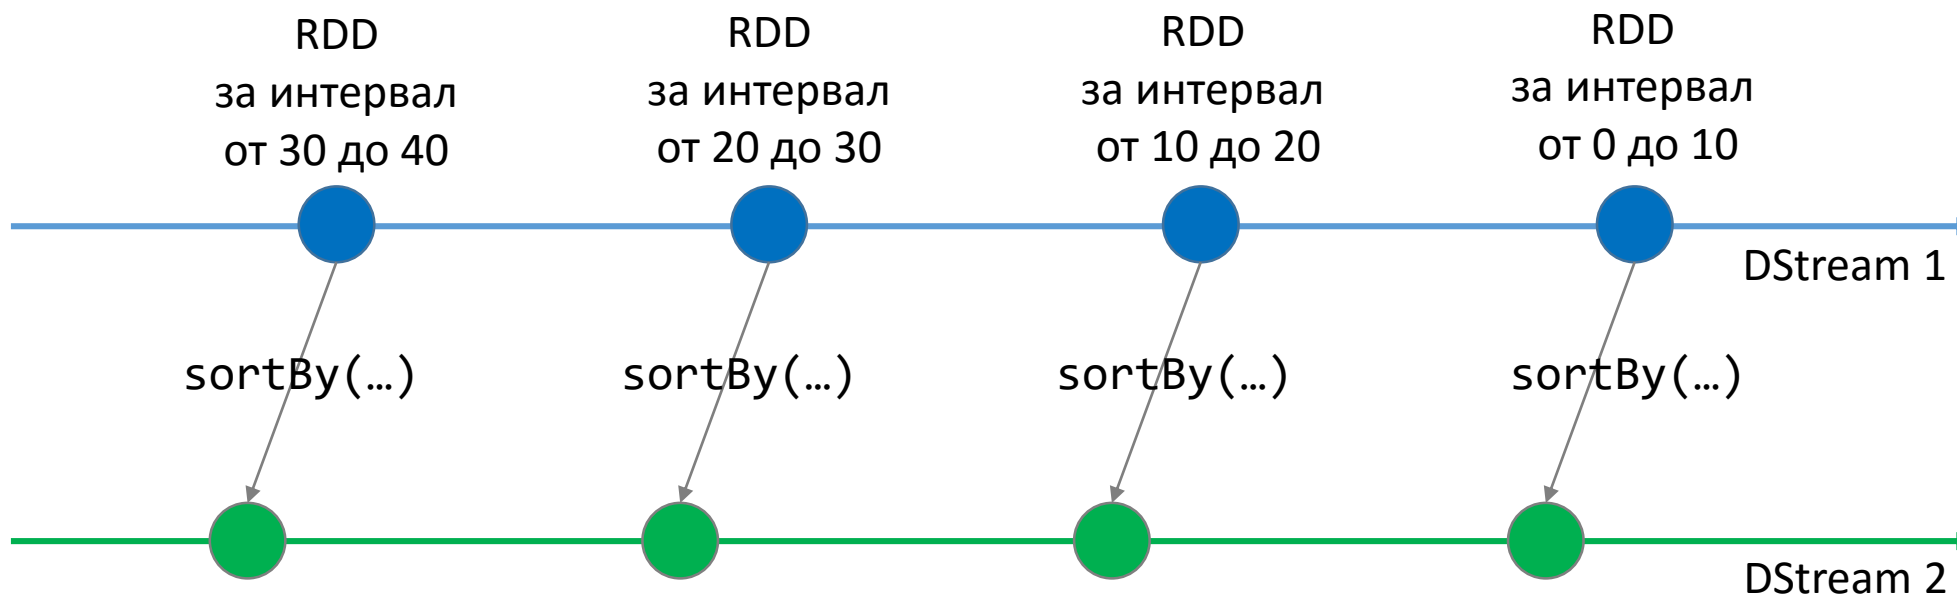 RDD
за интервал
от 30 до 40
RDD
за интервал
от 20 до 30
RDD
за интервал
от 10 до 20
RDD
за интервал
от 0 до 10
DStream 1
sortBy(…)
sortBy(…)
sortBy(…)
sortBy(…)
DStream 2